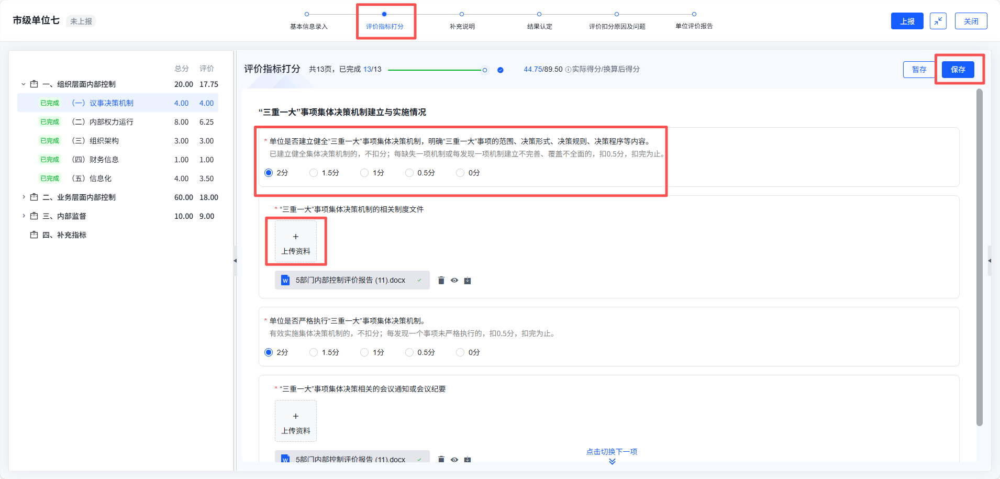 市级单位七 未上报
基本信息录入 评价指标打分 补充说明 结果认定 评价扣分原因及问题 单位评价报告
上报 关闭
总分 评价
一、组织层面内部控制 20.00 17.75
已完成 （一）议事决策机制 4.00 4.00
已完成 （二）内部权力运行 8.00 6.25
已完成 （三）组织架构 3.00 3.00
已完成 （四）财务信息 1.00 1.00
已完成 （五）信息化 4.00 3.50
二、业务层面内部控制 60.00 18.00
三、内部监督 10.00 9.00
四、补充指标
评价指标打分 共13页，已完成 13/13 44.75/89.50 实际得分/换算后得分 暂存 保存
“三重一大”事项集体决策机制建立与实施情况
* 单位是否建立健全“三重一大”事项集体决策机制，明确“三重一大”事项的范围、决策形式、决策规则、决策程序等内容。
已建立健全集体决策机制的，不扣分；每缺失一项机制或每发现一项机制建立不完善、覆盖不全面的，扣0.5分，扣完为止。
2分 1.5分 1分 0.5分 0分
* “三重一大”事项集体决策机制的相关制度文件
+
上传资料
W 5部门内部控制评价报告 (11).docx
* 单位是否严格执行“三重一大”事项集体决策机制。
有效实施集体决策机制的，不扣分；每发现一个事项未严格执行的，扣0.5分，扣完为止。
2分 1.5分 1分 0.5分 0分
* “三重一大”事项集体决策相关的会议通知或会议纪要
+
上传资料
W 5部门内部控制评价报告 (11).docx
点击切换下一项